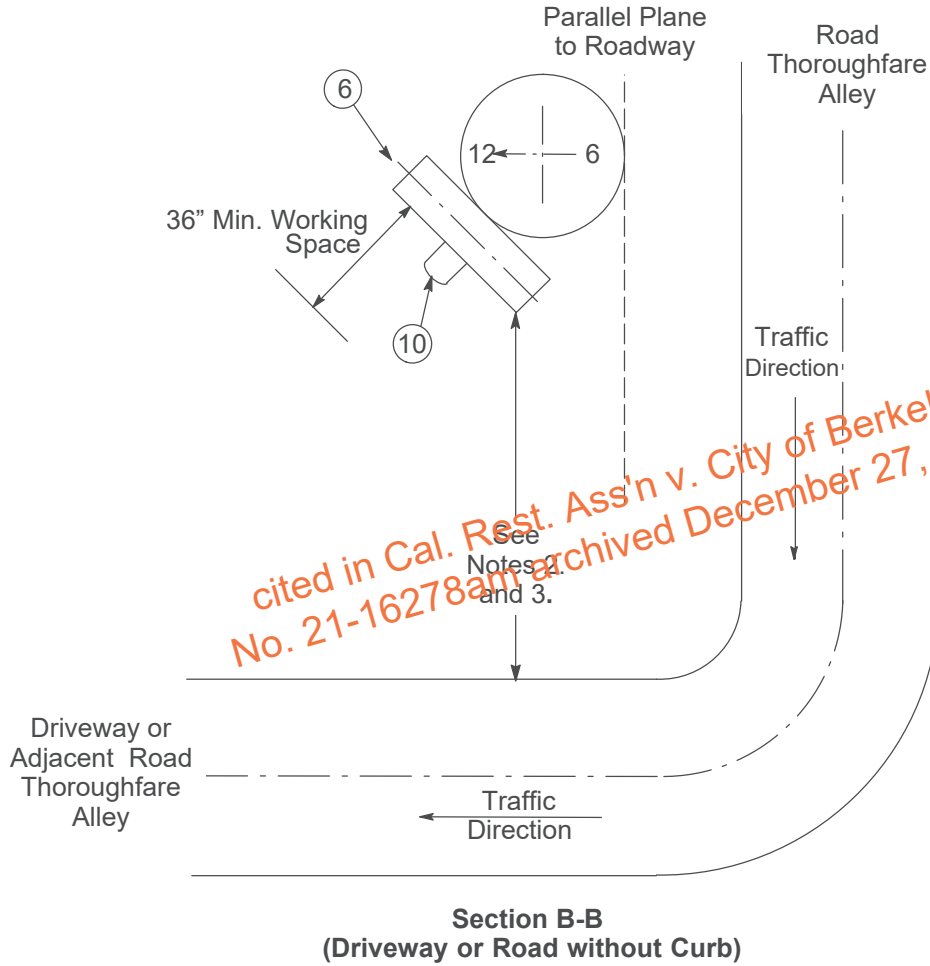 Parallel Plane
to Roadway
Road
Thoroughfare
Alley
6
12
6
36” Min. Working
Space
10
Traffic
Direction
cited in Cal. Rest. Ass'n v. City of
No. 21-16278am archived December 27,
See
Notes 2.
and 3.
Driveway or
Adjacent Road
Thoroughfare
Alley
Traffic
Direction
Section B-B
(Driveway or Road without Curb)